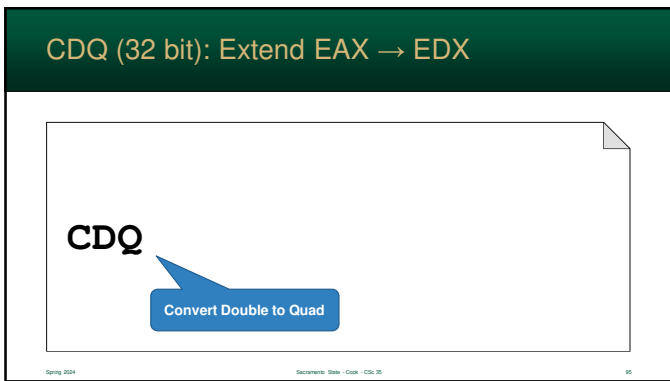 CDQ (32 bit): Extend EAX → EDX
CDQ
Convert Double to Quad
Spring 2024 Sacramento State - Cook - CSc 35 95